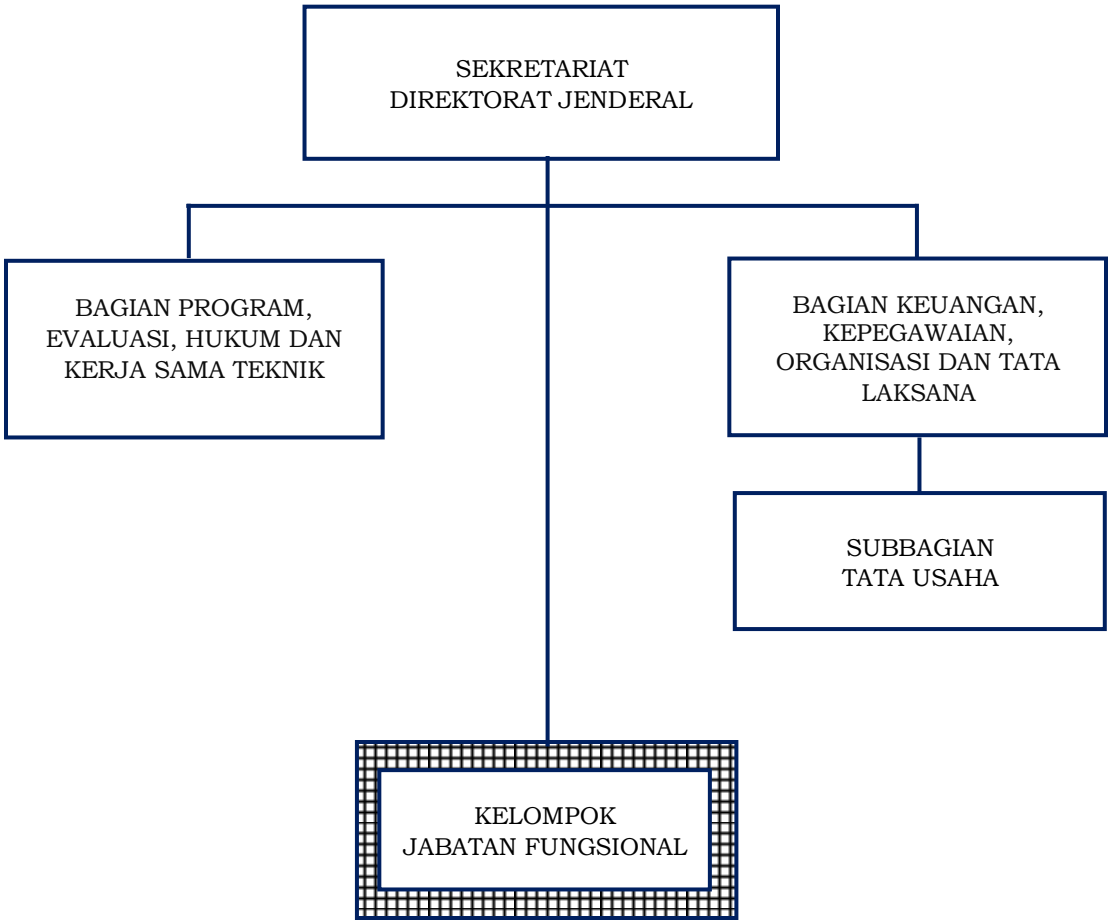 SEKRETARIAT
DIREKTORAT JENDERAL
BAGIAN PROGRAM,
EVALUASI, HUKUM DAN
KERJA SAMA TEKNIK
BAGIAN KEUANGAN,
KEPEGAWAIAN,
ORGANISASI DAN TATA
LAKSANA
SUBBAGIAN
TATA USAHA
KELOMPOK
JABATAN FUNGSIONAL